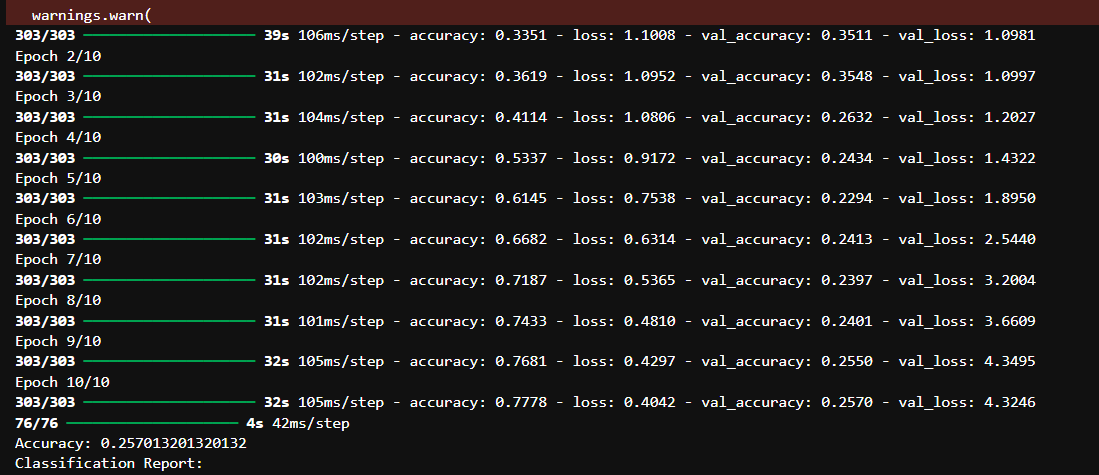 warnings.warn(
303/303 ━━━━━━━━━━━━━━━━━━━━ 39s 106ms/step - accuracy: 0.3351 - loss: 1.1008 - val_accuracy: 0.3511 - val_loss: 1.0981
Epoch 2/10
303/303 ━━━━━━━━━━━━━━━━━━━━ 31s 102ms/step - accuracy: 0.3619 - loss: 1.0952 - val_accuracy: 0.3548 - val_loss: 1.0997
Epoch 3/10
303/303 ━━━━━━━━━━━━━━━━━━━━ 31s 104ms/step - accuracy: 0.4114 - loss: 1.0806 - val_accuracy: 0.2632 - val_loss: 1.2027
Epoch 4/10
303/303 ━━━━━━━━━━━━━━━━━━━━ 30s 100ms/step - accuracy: 0.5337 - loss: 0.9172 - val_accuracy: 0.2434 - val_loss: 1.4322
Epoch 5/10
303/303 ━━━━━━━━━━━━━━━━━━━━ 31s 103ms/step - accuracy: 0.6145 - loss: 0.7538 - val_accuracy: 0.2294 - val_loss: 1.8950
Epoch 6/10
303/303 ━━━━━━━━━━━━━━━━━━━━ 31s 102ms/step - accuracy: 0.6682 - loss: 0.6314 - val_accuracy: 0.2413 - val_loss: 2.5440
Epoch 7/10
303/303 ━━━━━━━━━━━━━━━━━━━━ 31s 102ms/step - accuracy: 0.7187 - loss: 0.5365 - val_accuracy: 0.2397 - val_loss: 3.2004
Epoch 8/10
303/303 ━━━━━━━━━━━━━━━━━━━━ 31s 101ms/step - accuracy: 0.7433 - loss: 0.4810 - val_accuracy: 0.2401 - val_loss: 3.6609
Epoch 9/10
303/303 ━━━━━━━━━━━━━━━━━━━━ 32s 105ms/step - accuracy: 0.7681 - loss: 0.4297 - val_accuracy: 0.2550 - val_loss: 4.3495
Epoch 10/10
303/303 ━━━━━━━━━━━━━━━━━━━━ 32s 105ms/step - accuracy: 0.7778 - loss: 0.4042 - val_accuracy: 0.2570 - val_loss: 4.3246
76/76 ━━━━━━━━━━━━━━━━━━━━ 4s 42ms/step
Accuracy: 0.257013201320132
Classification Report: